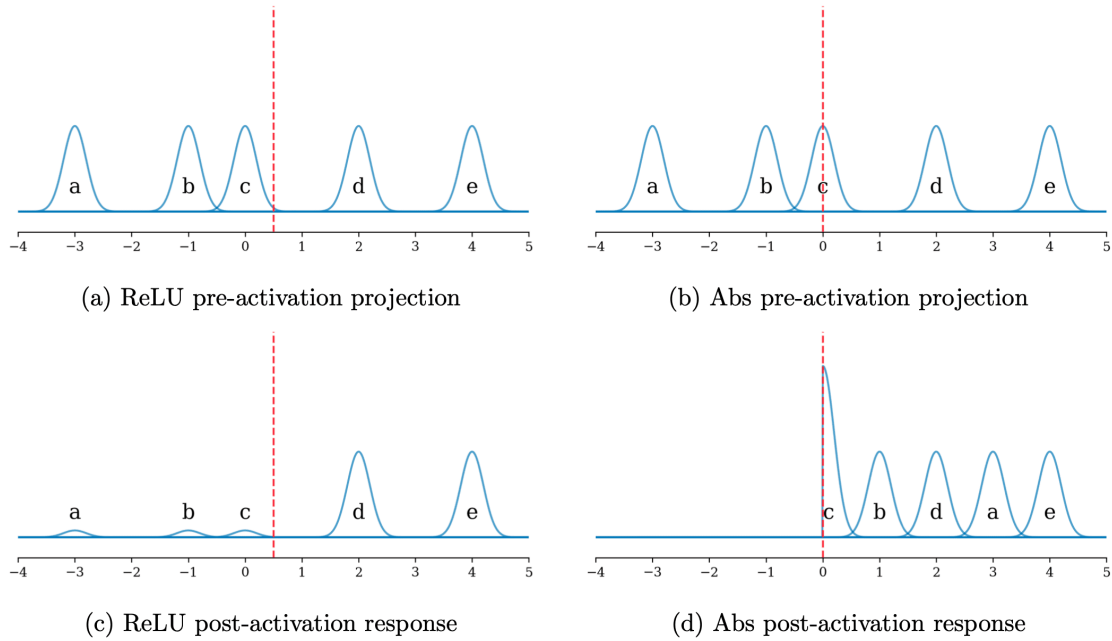 a b c d e
−4 −3 −2 −1 0 1 2 3 4 5
(a) ReLU pre-activation projection
a b c d e
−4 −3 −2 −1 0 1 2 3 4 5
(b) Abs pre-activation projection
a b c d e
−4 −3 −2 −1 0 1 2 3 4 5
(c) ReLU post-activation response
c b d a e
−4 −3 −2 −1 0 1 2 3 4 5
(d) Abs post-activation response